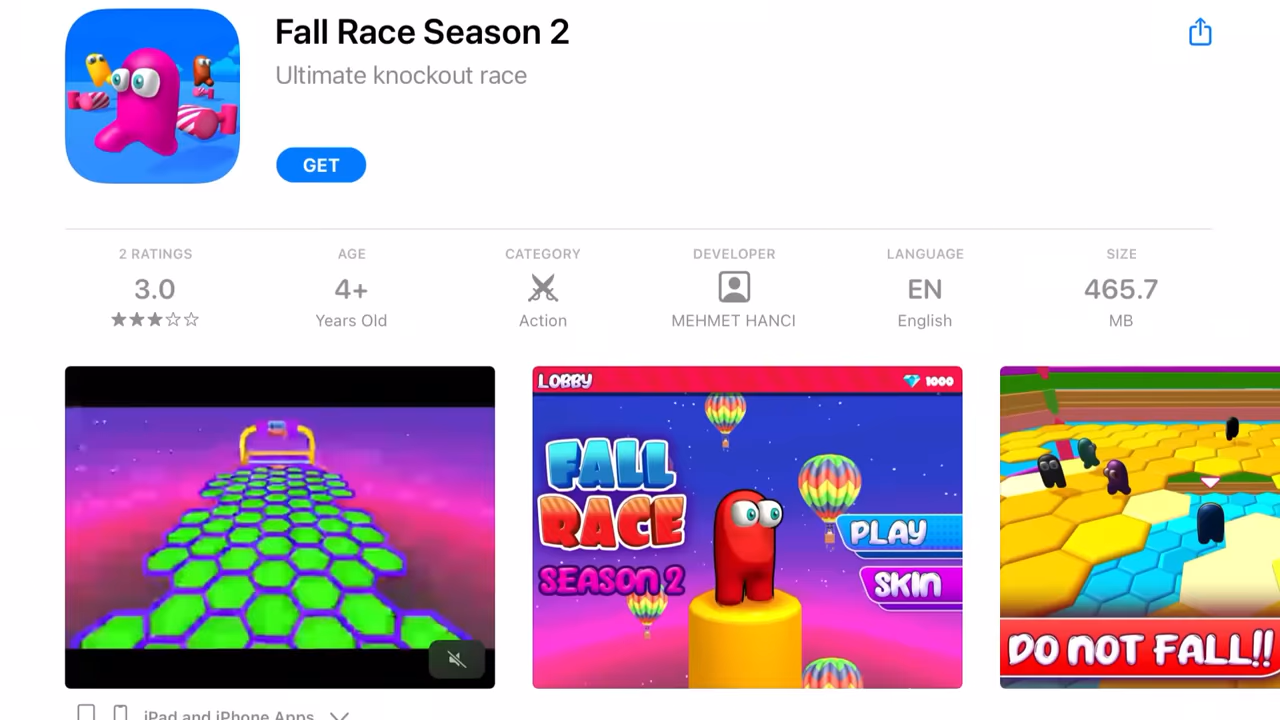 Fall Race Season 2
Ultimate knockout race
GET
2 RATINGS
3.0
AGE
4+
Years Old
CATEGORY
Action
DEVELOPER
MEHMET HANCI
LANGUAGE
EN
English
SIZE
465.7
MB
LOBBY
1000
FALL
RACE
SEASON 2
PLAY
SKIN
DO NOT FALL!!
iPad and iPhone Apps